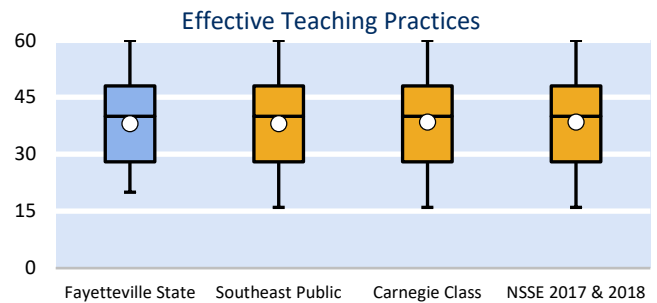 Effective Teaching Practices
60
45
30
15
0
Fayetteville State Southeast Public Carnegie Class NSSE 2017 & 2018